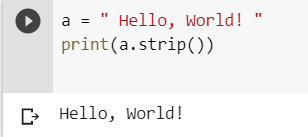 a = " Hello, World! "
print(a.strip())
Hello, World!